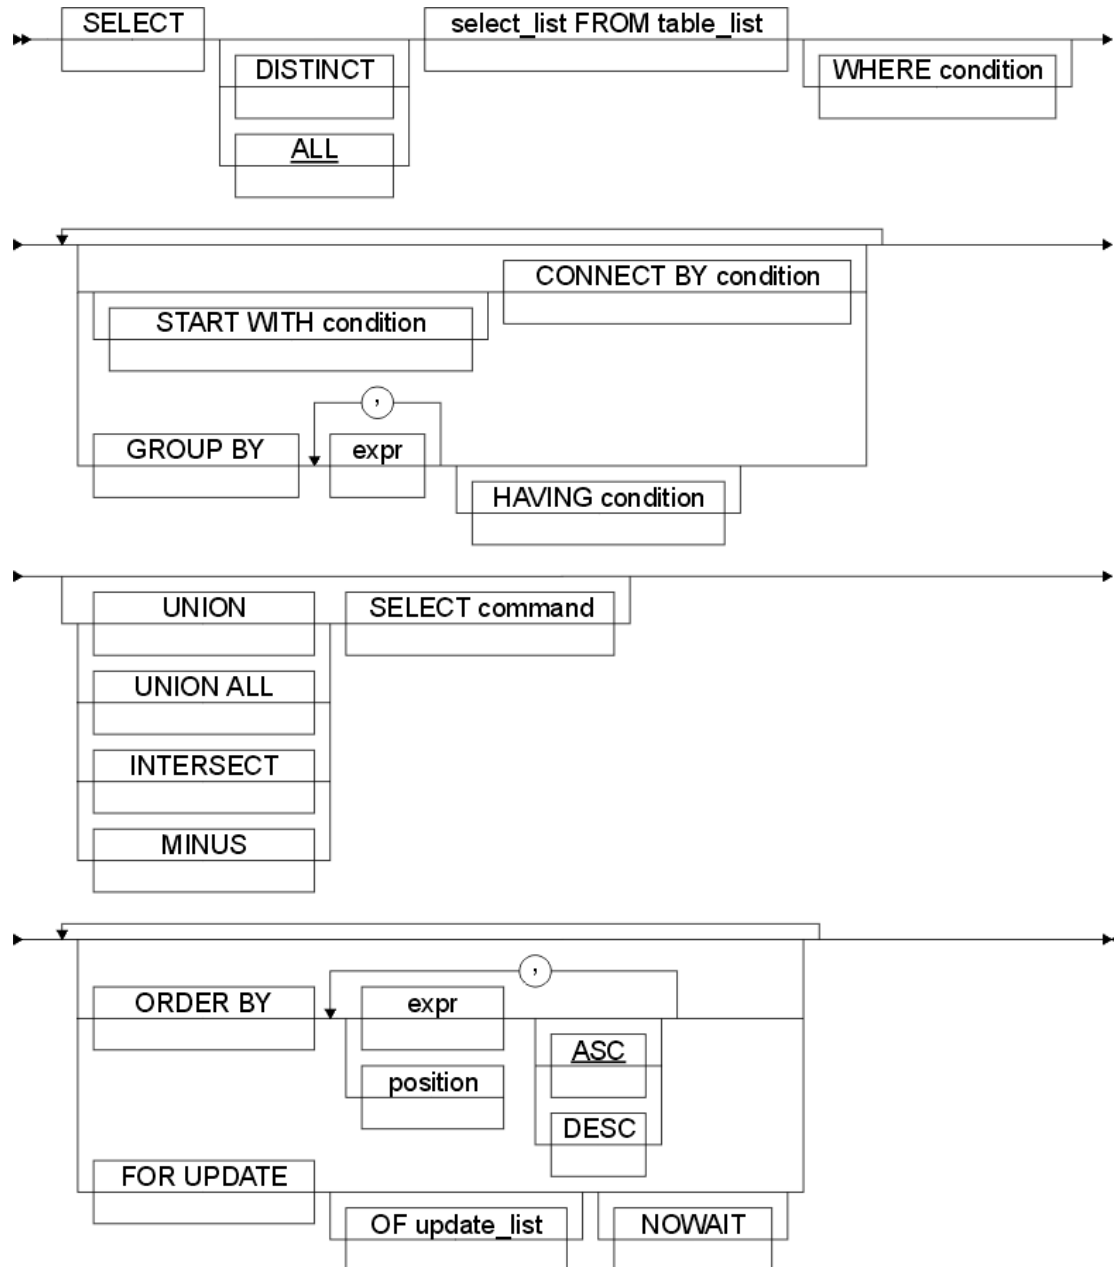 SELECT
select_list FROM table_list
DISTINCT
WHERE condition
ALL
CONNECT BY condition
START WITH condition
,
GROUP BY
expr
HAVING condition
UNION
SELECT command
UNION ALL
INTERSECT
MINUS
,
ORDER BY
expr
ASC
position
DESC
FOR UPDATE
OF update_list
NOWAIT